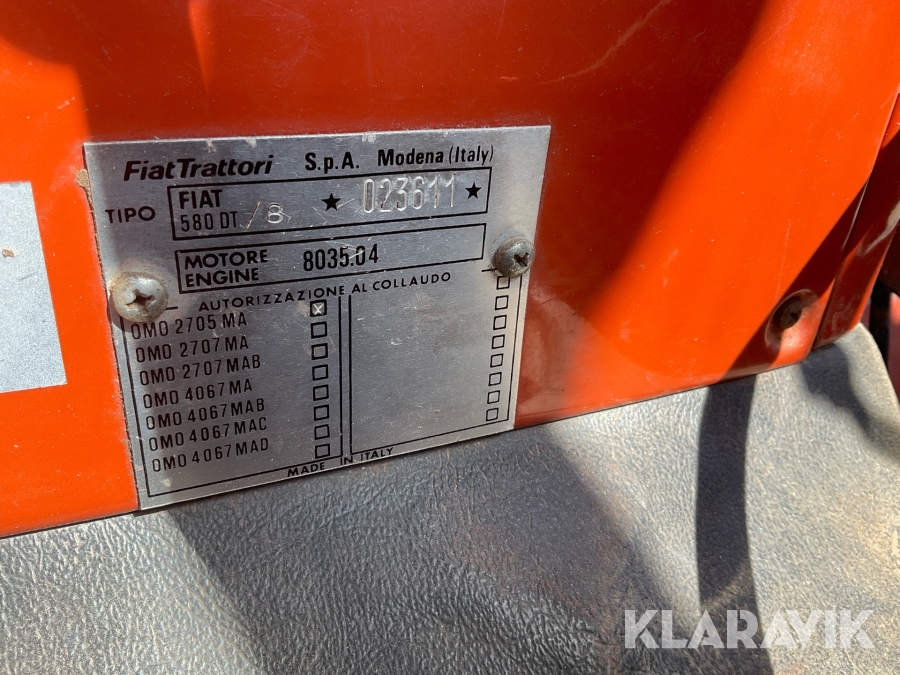 FiatTrattori S.p.A. Modena (Italy)
TIPO FIAT 580 DT /8 ★ 023611 ★
MOTORE ENGINE 8035.04
AUTORIZZAZIONE AL COLLAUDO
OMO 2705 MA
OMO 2707 MA
OMO 2707 MAB
OMO 4067 MA
OMO 4067 MAB
OMO 4067 MAC
OMO 4067 MAD
MADE IN ITALY
KLARAVIK